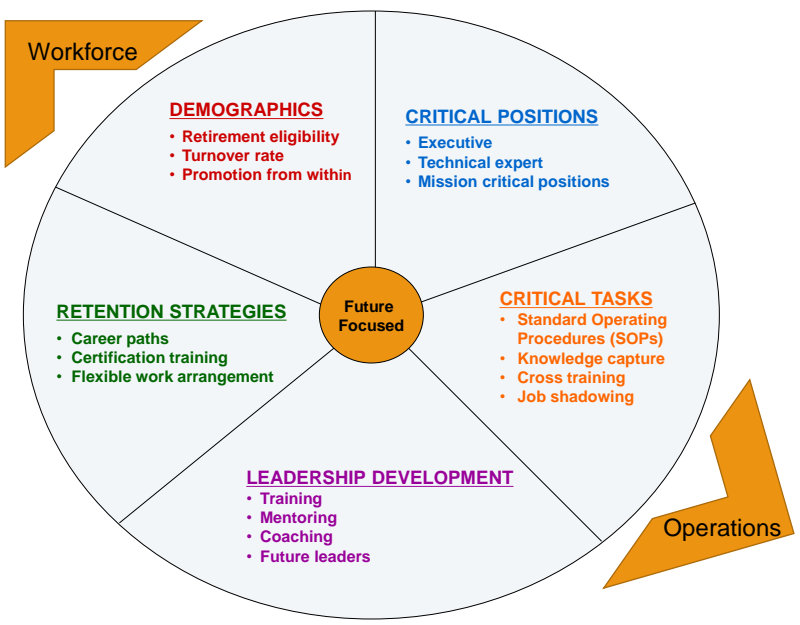 Workforce
DEMOGRAPHICS
• Retirement eligibility
• Turnover rate
• Promotion from within
CRITICAL POSITIONS
• Executive
• Technical expert
• Mission critical positions
RETENTION STRATEGIES
• Career paths
• Certification training
• Flexible work arrangement
Future
Focused
CRITICAL TASKS
• Standard Operating
Procedures (SOPs)
• Knowledge capture
• Cross training
• Job shadowing
LEADERSHIP DEVELOPMENT
• Training
• Mentoring
• Coaching
• Future leaders
Operations